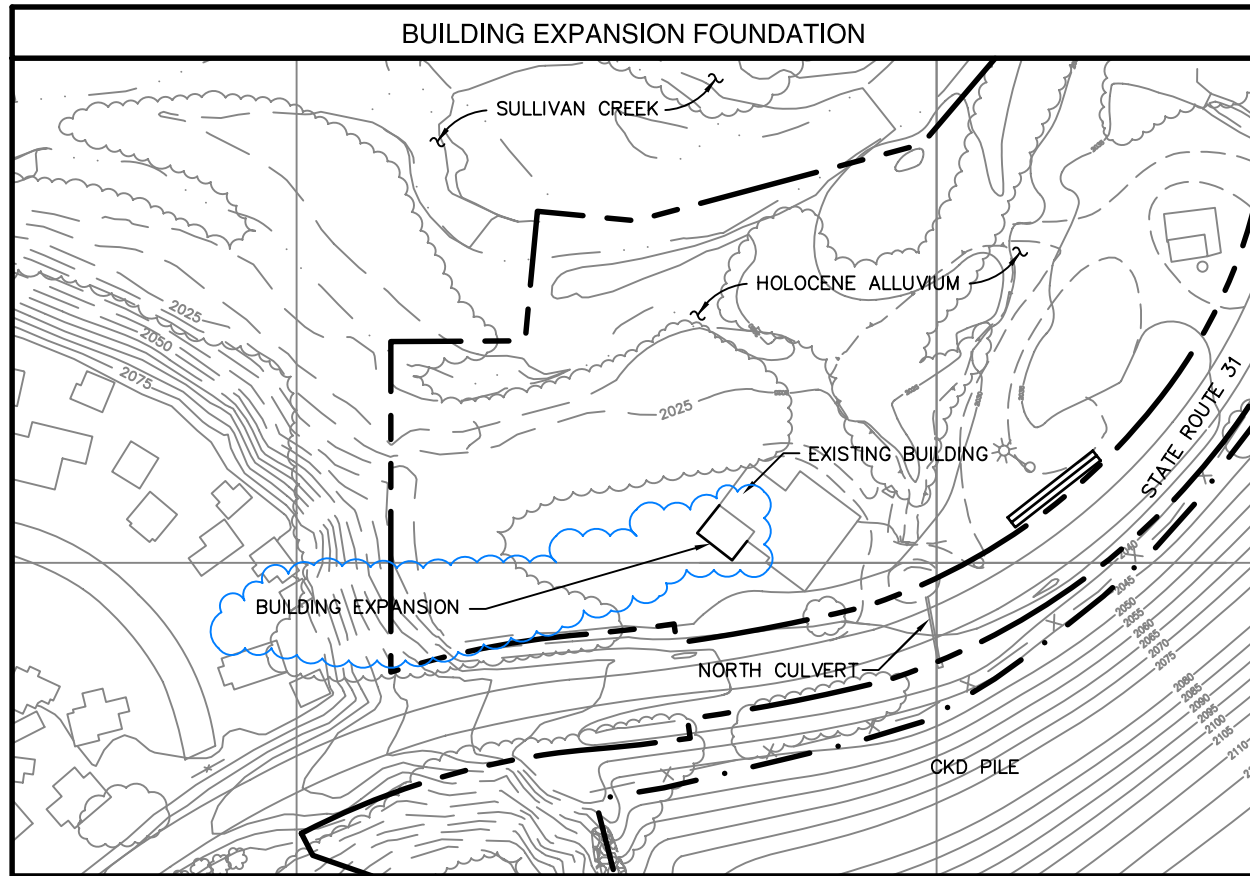 BUILDING EXPANSION FOUNDATION
SULLIVAN CREEK
HOLOCENE ALLUVIUM
2025
2050
2075
2025
STATE ROUTE 31
EXISTING BUILDING
BUILDING EXPANSION
NORTH CULVERT
CKD PILE
2040
2045
2050
2055
2060
2065
2070
2075
2080
2085
2090
2095
2100
2105
2110